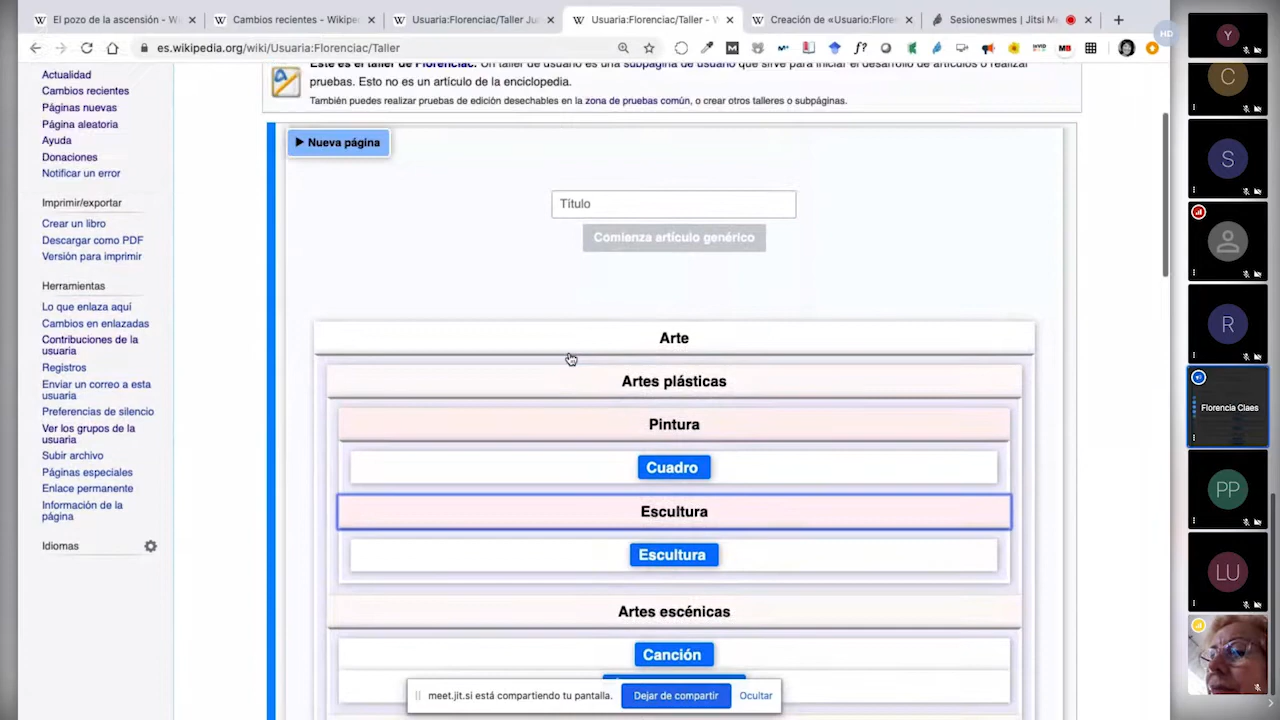 El pozo de la ascensión - W
Cambios recientes - Wikipe
Usuaria:Florenciac/Taller Ju
Usuaria:Florenciac/Taller - W
Creación de «Usuario:Flore
Sesioneswmes | Jitsi M
es.wikipedia.org/wiki/Usuaria:Florenciac/Taller
HD
Actualidad
Cambios recientes
Páginas nuevas
Página aleatoria
Ayuda
Donaciones
Notificar un error
Imprimir/exportar
Crear un libro
Descargar como PDF
Versión para imprimir
Herramientas
Lo que enlaza aquí
Cambios en enlazadas
Contribuciones de la
usuaria
Registros
Enviar un correo a esta
usuaria
Preferencias de silencio
Ver los grupos de la
usuaria
Subir archivo
Páginas especiales
Enlace permanente
Información de la
página
Idiomas
Este es el taller de Florenciac. Un taller de usuario es una subpágina de usuario que sirve para iniciar el desarrollo de artículos o realizar
pruebas. Esto no es un artículo de la enciclopedia.
También puedes realizar pruebas de edición desechables en la zona de pruebas común, o crear otros talleres o subpáginas.
Nueva página
Título
Comienza artículo genérico
Arte
Artes plásticas
Pintura
Cuadro
Escultura
Escultura
Artes escénicas
Canción
meet.jit.si está compartiendo tu pantalla.
Dejar de compartir
Ocultar
Y
C
S
R
Florencia Claes
PP
LU